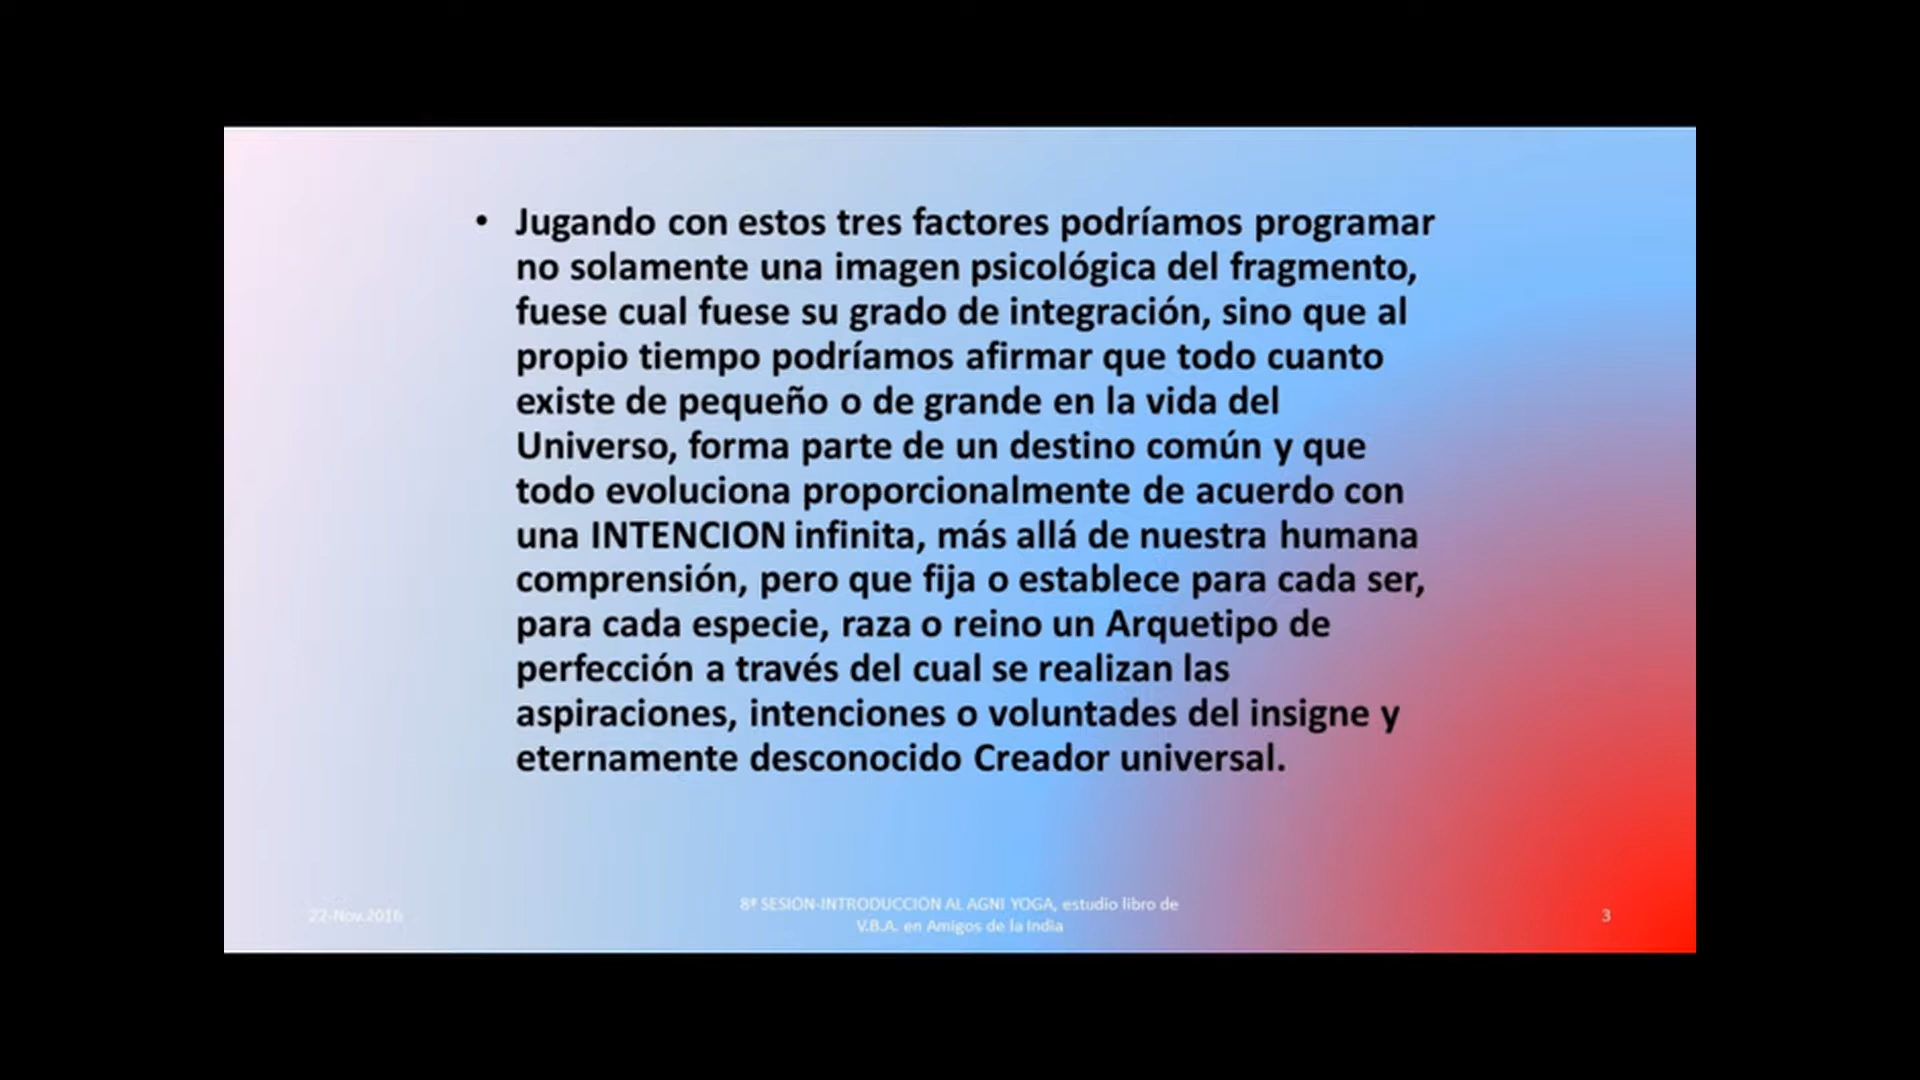 • Jugando con estos tres factores podríamos programar
no solamente una imagen psicológica del fragmento,
fuese cual fuese su grado de integración, sino que al
propio tiempo podríamos afirmar que todo cuanto
existe de pequeño o de grande en la vida del
Universo, forma parte de un destino común y que
todo evoluciona proporcionalmente de acuerdo con
una INTENCION infinita, más allá de nuestra humana
comprensión, pero que fija o establece para cada ser,
para cada especie, raza o reino un Arquetipo de
perfección a través del cual se realizan las
aspiraciones, intenciones o voluntades del insigne y
eternamente desconocido Creador universal.
22-Nov.2016
8ª SESION-INTRODUCCIÓN AL AGNI YOGA, estudio libro de
V.B.A. en Amigos de la India
3